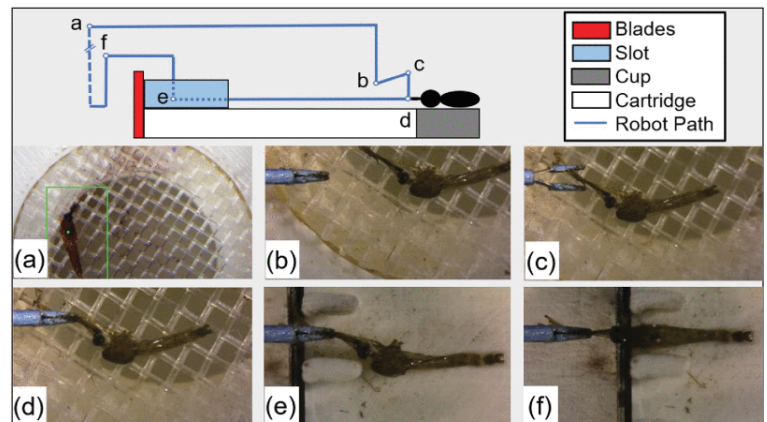 a
f
b
c
e
d
Blades
Slot
Cup
Cartridge
Robot Path
(a)
(b)
(c)
(d)
(e)
(f)